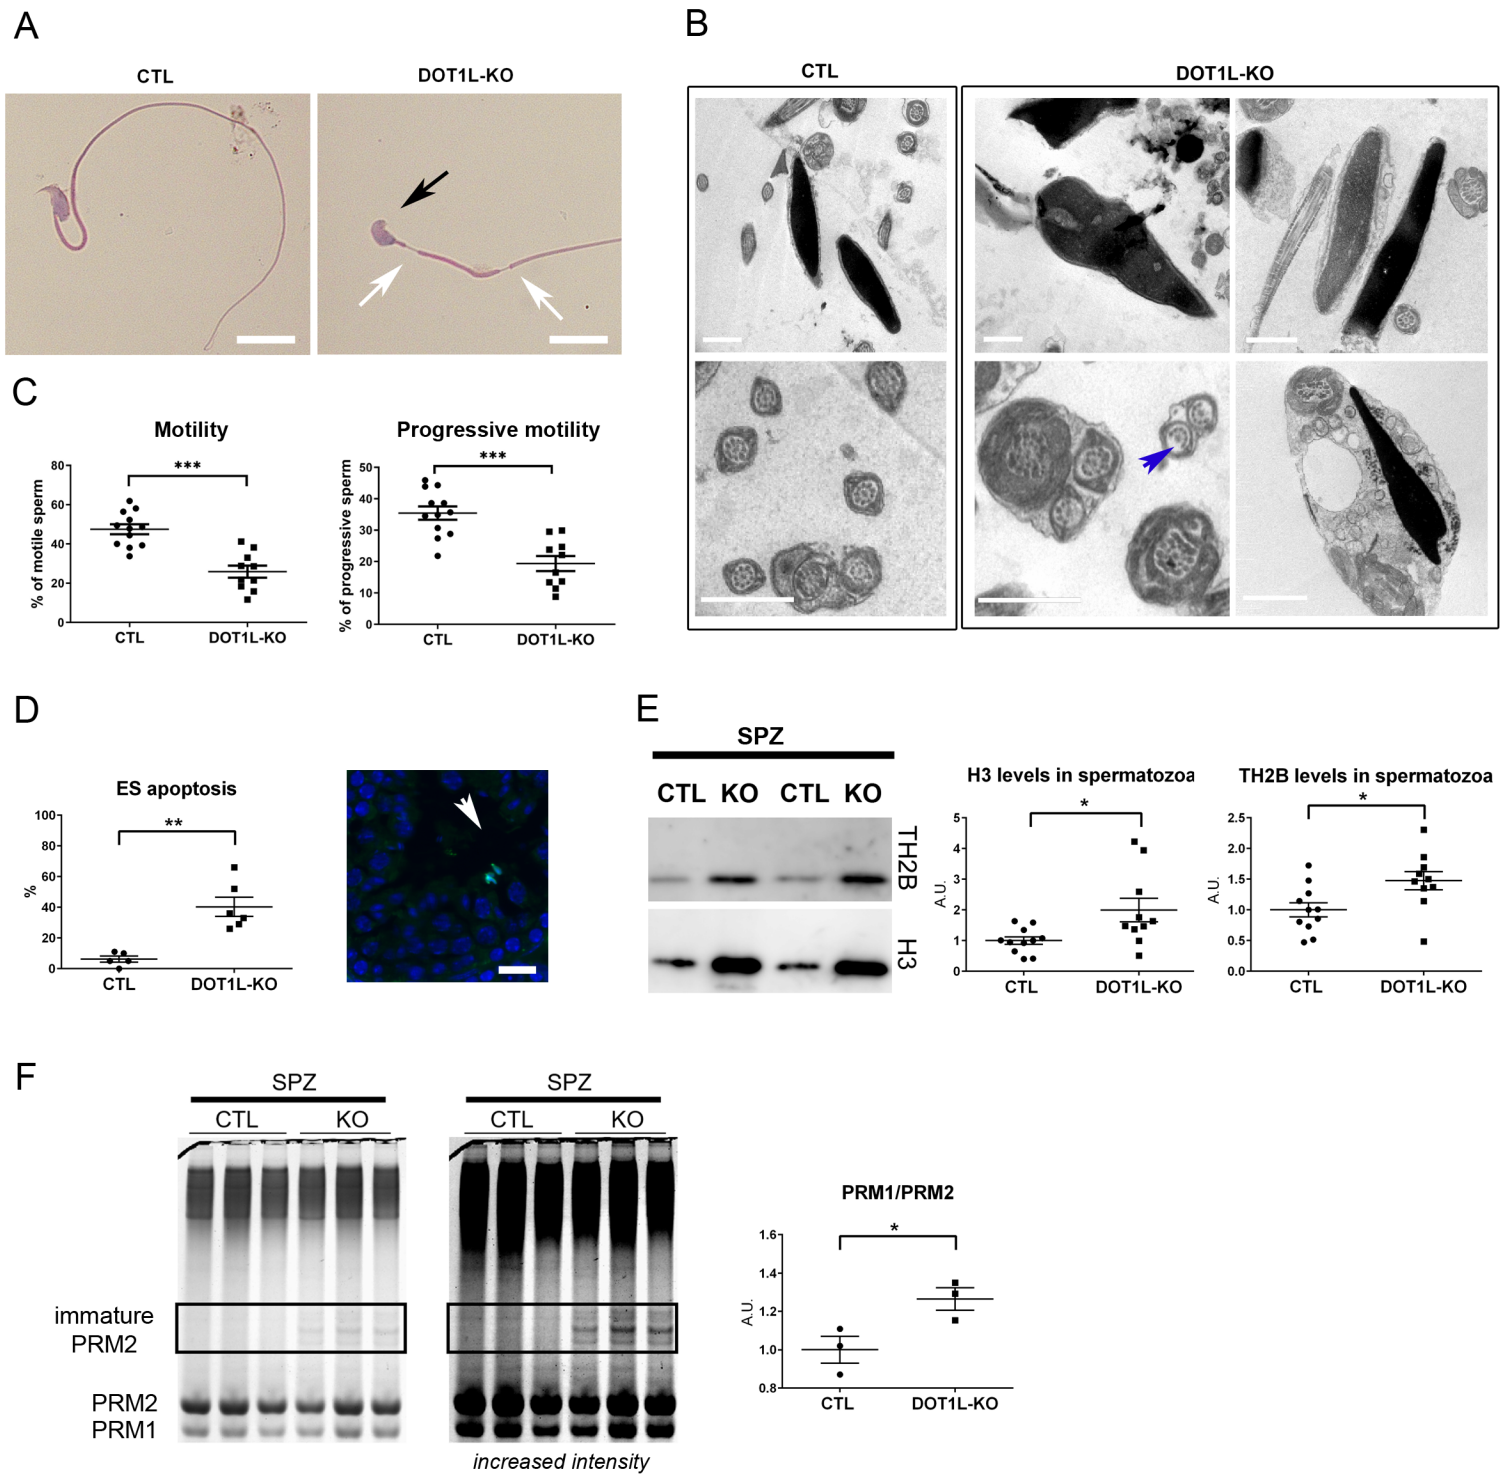 A
CTL
DOT1L-KO
B
CTL
DOT1L-KO
C
Motility
% of motile sperm
80
60
40
20
0
***
CTL
DOT1L-KO
Progressive motility
% of progressive sperm
50
40
30
20
10
0
***
CTL
DOT1L-KO
D
ES apoptosis
%
100
80
60
40
20
0
**
CTL
DOT1L-KO
E
SPZ
CTL KO CTL KO
TH2B
H3
H3 levels in spermatozoa
A.U.
5
4
3
2
1
0
*
CTL
DOT1L-KO
TH2B levels in spermatozoa
A.U.
2.5
2.0
1.5
1.0
0.5
0.0
*
CTL
DOT1L-KO
F
SPZ
CTL KO
SPZ
CTL KO
immature
PRM2
PRM2
PRM1
increased intensity
PRM1/PRM2
A.U.
1.6
1.4
1.2
1.0
0.8
*
CTL
DOT1L-KO